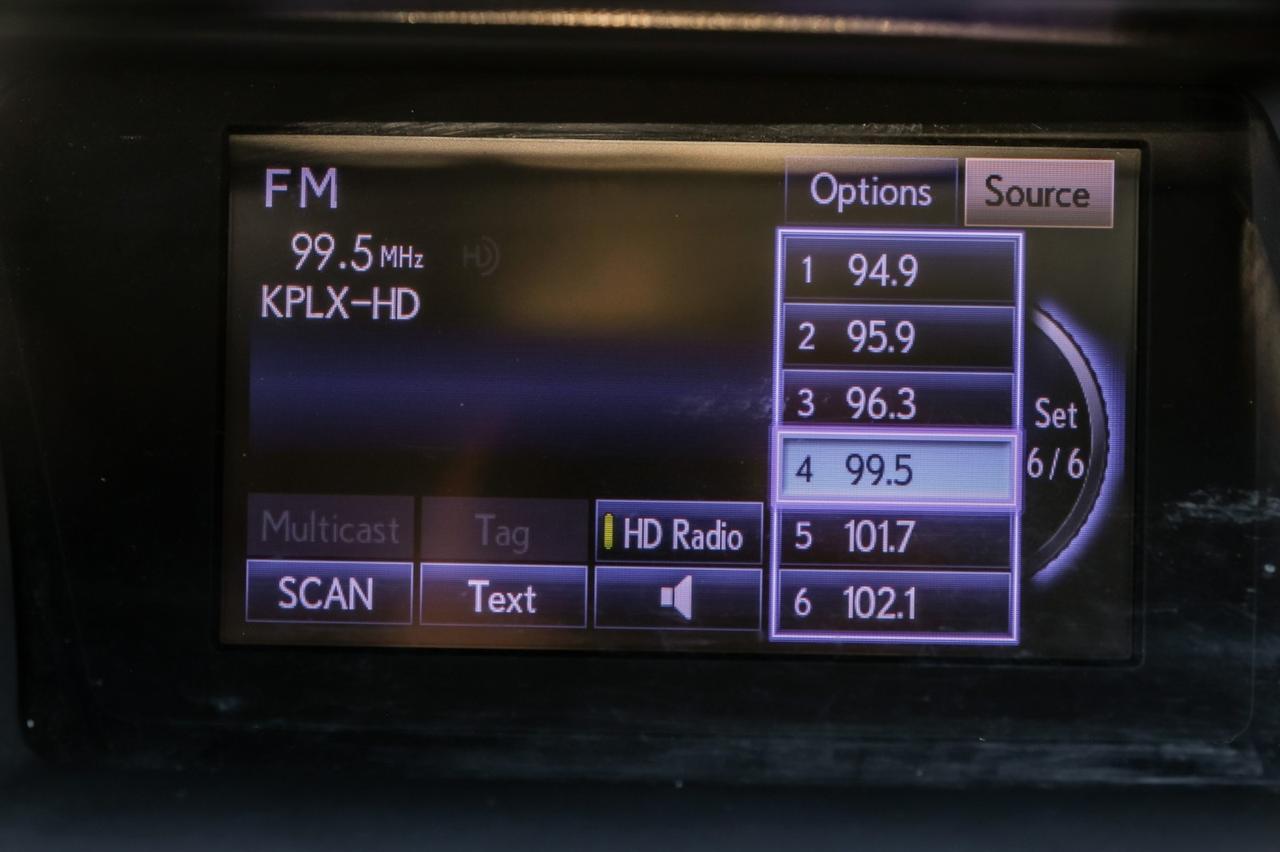 FM
Options
Source
99.5 MHz
HD
KPLX-HD
1 94.9
2 95.9
3 96.3
4 99.5
5 101.7
6 102.1
Set
6/6
Multicast
Tag
HD Radio
SCAN
Text